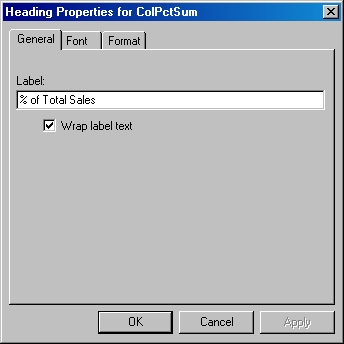 Heading Properties for ColPctSum
General Font Format
Label:
% of Total Sales
Wrap label text
OK Cancel Apply